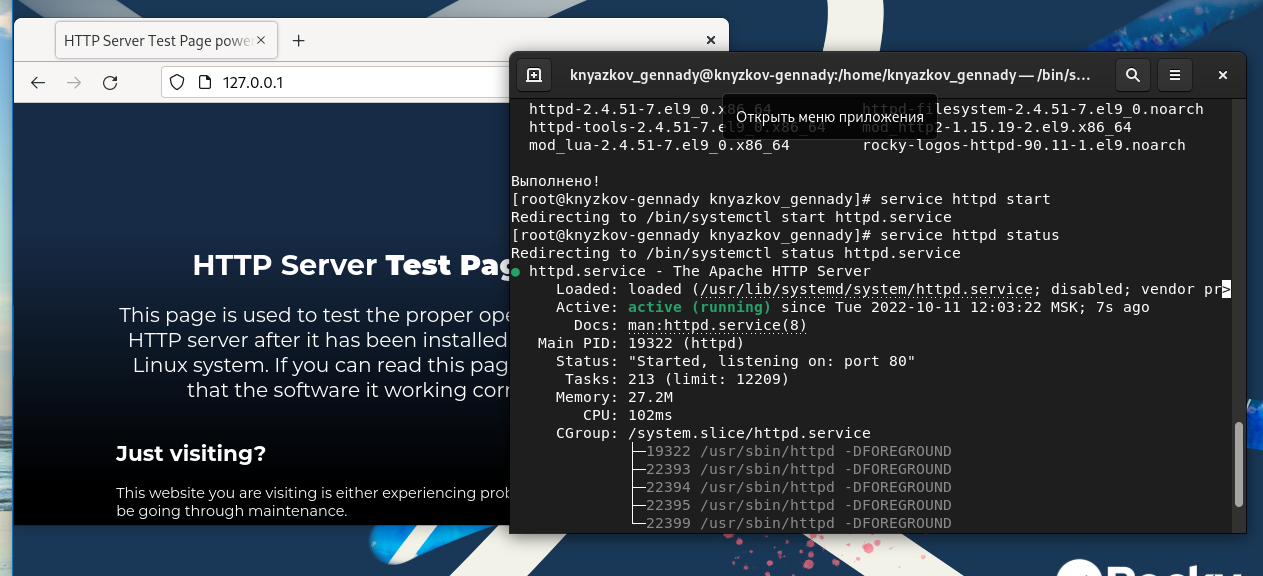 HTTP Server Test Page powe
127.0.0.1
HTTP Server Test Pag
This page is used to test the proper ope
HTTP server after it has been installed
Linux system. If you can read this pag
that the software it working corr
Just visiting?
This website you are visiting is either experiencing prob
be going through maintenance.
knyazkov_gennady@knyzkov-gennady:/home/knyazkov_gennady — /bin/s...
Открыть меню приложения
httpd-2.4.51-7.el9_0.x86_64 httpd-filesystem-2.4.51-7.el9_0.noarch
httpd-tools-2.4.51-7.el9_0.x86_64 mod_http2-1.15.19-2.el9.x86_64
mod_lua-2.4.51-7.el9_0.x86_64 rocky-logos-httpd-90.11-1.el9.noarch
Выполнено!
[root@knyzkov-gennady knyazkov_gennady]# service httpd start
Redirecting to /bin/systemctl start httpd.service
[root@knyzkov-gennady knyazkov_gennady]# service httpd status
Redirecting to /bin/systemctl status httpd.service
● httpd.service - The Apache HTTP Server
Loaded: loaded (/usr/lib/systemd/system/httpd.service; disabled; vendor pr>
Active: active (running) since Tue 2022-10-11 12:03:22 MSK; 7s ago
Docs: man:httpd.service(8)
Main PID: 19322 (httpd)
Status: "Started, listening on: port 80"
Tasks: 213 (limit: 12209)
Memory: 27.2M
CPU: 102ms
CGroup: /system.slice/httpd.service
├─19322 /usr/sbin/httpd -DFOREGROUND
├─22393 /usr/sbin/httpd -DFOREGROUND
├─22394 /usr/sbin/httpd -DFOREGROUND
├─22395 /usr/sbin/httpd -DFOREGROUND
└─22399 /usr/sbin/httpd -DFOREGROUND
Rocky